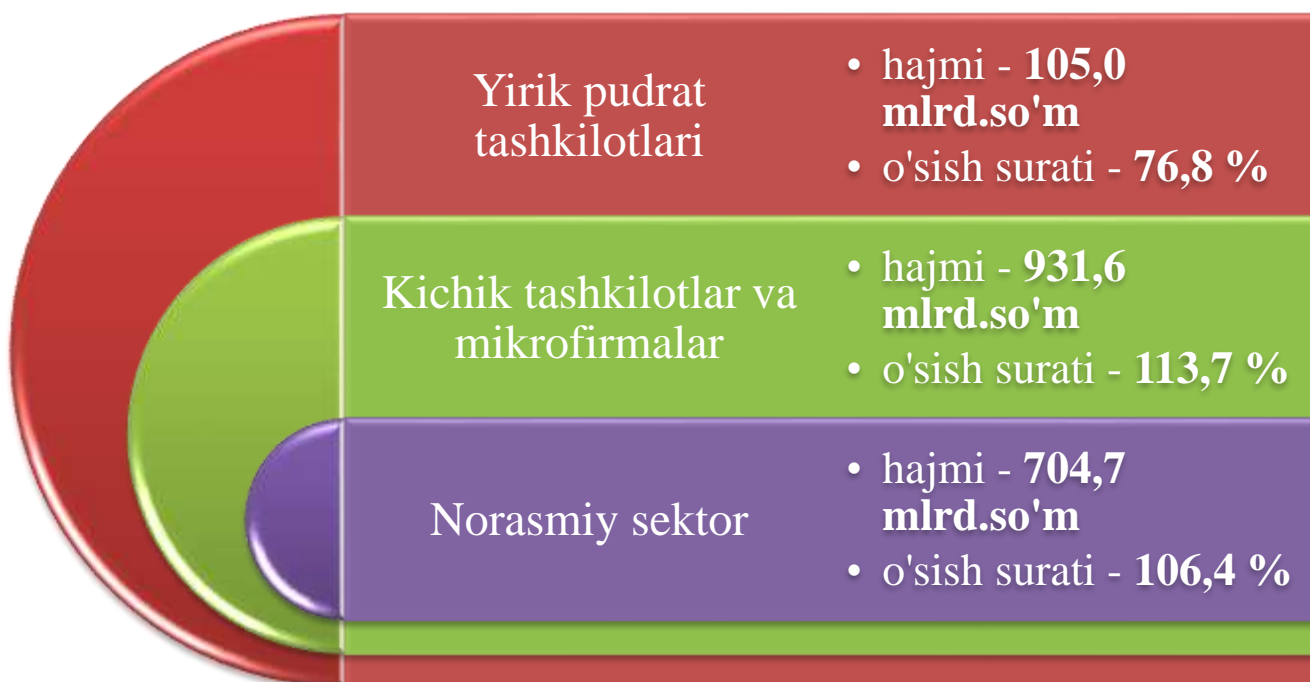 Yirik pudrat
tashkilotlari
• hajmi - 105,0
mlrd.so'm
• o'sish surati - 76,8 %
Kichik tashkilotlar va
mikrofirmalar
• hajmi - 931,6
mlrd.so'm
• o'sish surati - 113,7 %
Norasmiy sektor
• hajmi - 704,7
mlrd.so'm
• o'sish surati - 106,4 %